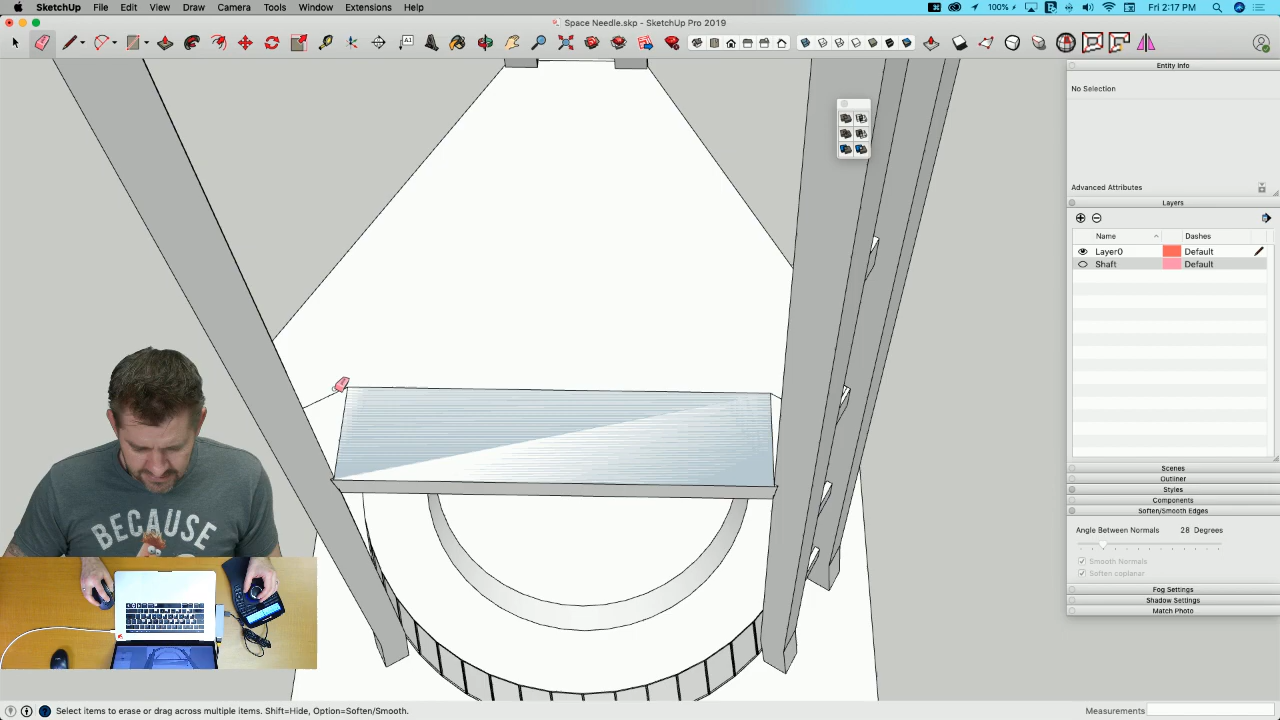 SketchUp File Edit View Draw Camera Tools Window Extensions Help
100% Fri 2:17 PM
Space Needle.skp - SketchUp Pro 2019
A1
Entity Info
No Selection
Advanced Attributes
Layers
Name Dashes
Layer0 Default
Shaft Default
Scenes
Outliner
Styles
Components
Soften/Smooth Edges
Angle Between Normals 28 Degrees
Smooth Normals
Soften coplanar
Fog Settings
Shadow Settings
Match Photo
BECAUSE
Select items to erase or drag across multiple items. Shift=Hide, Option=Soften/Smooth.
Measurements